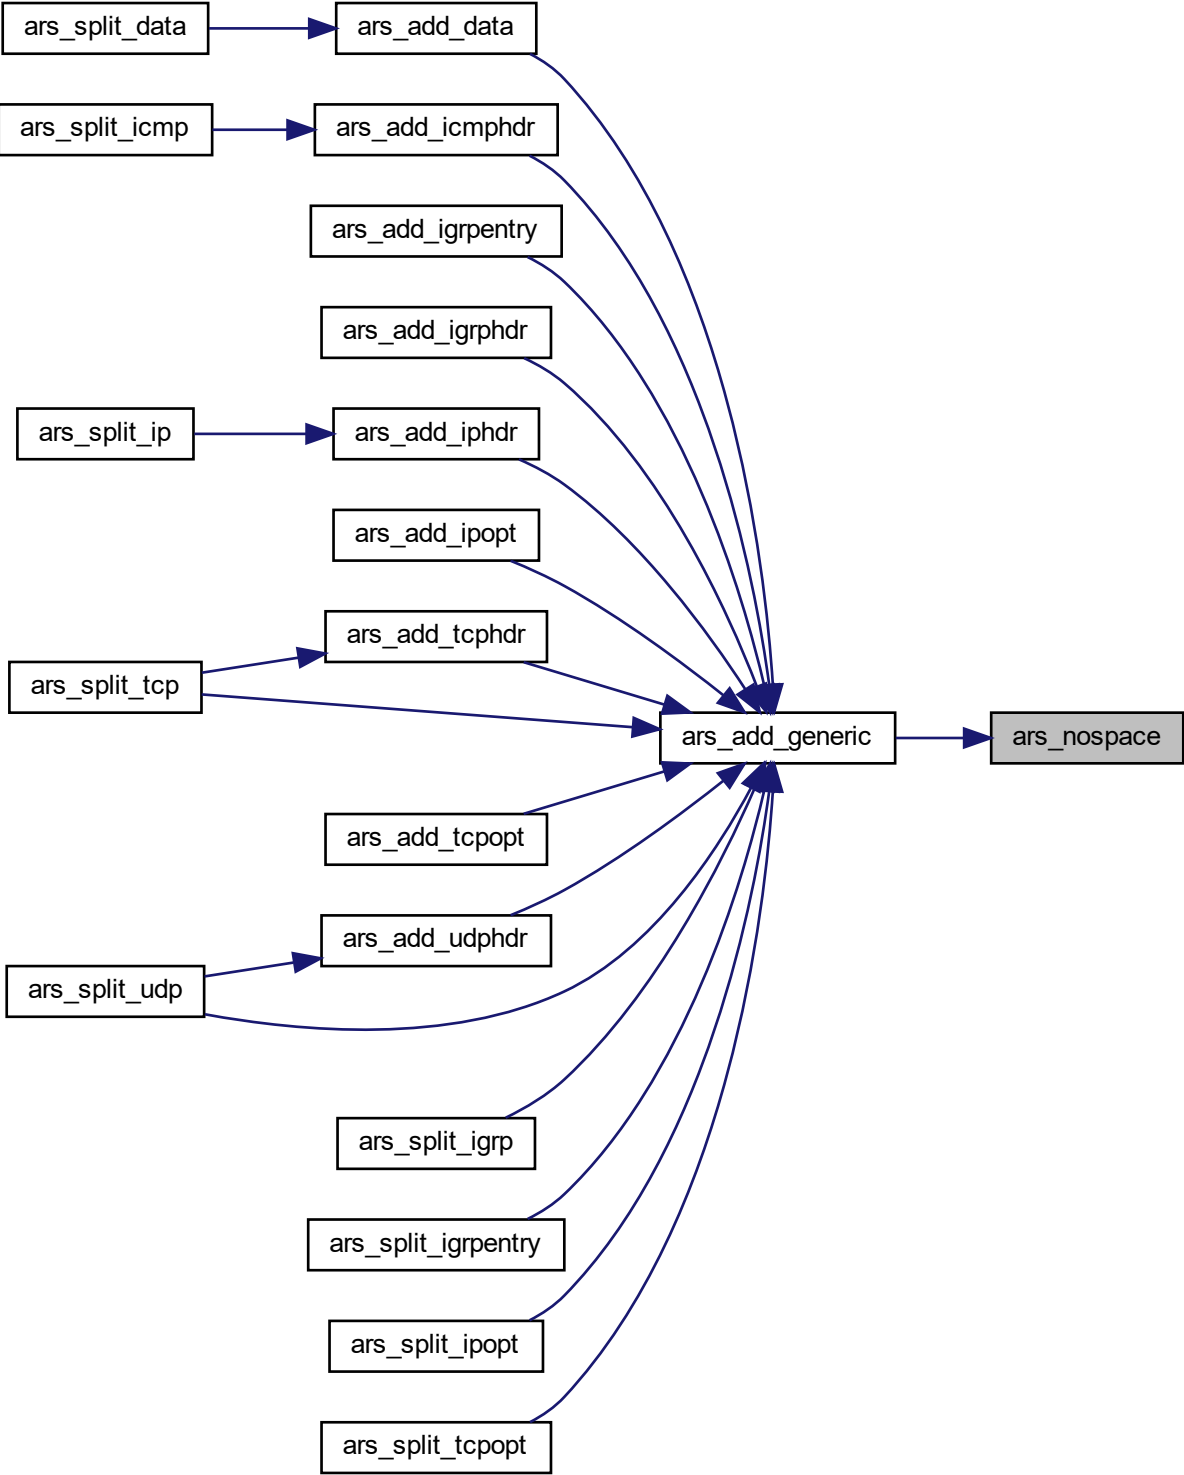 ars_split_data
ars_add_data
ars_split_icmp
ars_add_icmphdr
ars_add_igrpentry
ars_add_igrphdr
ars_split_ip
ars_add_iphdr
ars_add_ipopt
ars_add_tcphdr
ars_split_tcp
ars_add_generic
ars_nospace
ars_add_tcpopt
ars_add_udphdr
ars_split_udp
ars_split_igrp
ars_split_igrpentry
ars_split_ipopt
ars_split_tcpopt